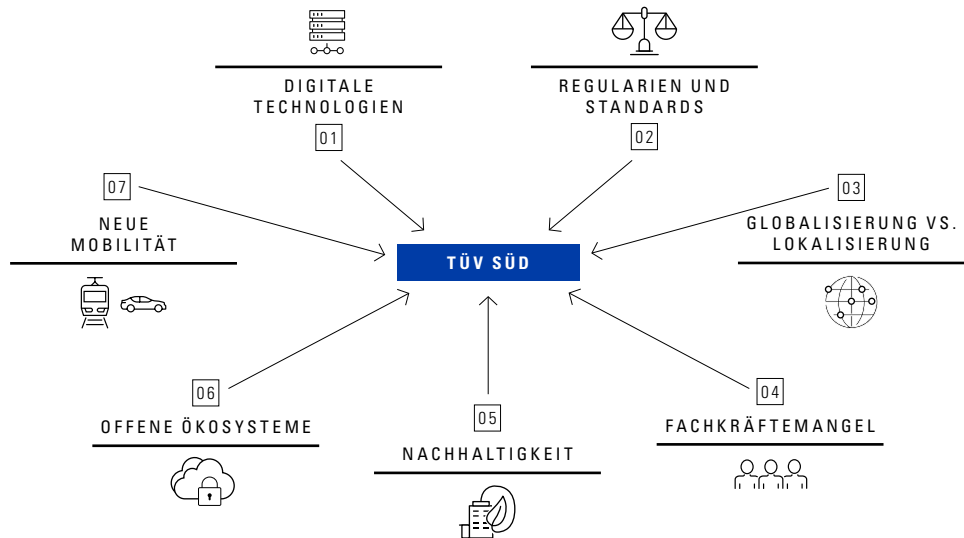 DIGITALE
TECHNOLOGIEN
01
REGULARIEN UND
STANDARDS
02
03
GLOBALISIERUNG VS.
LOKALISIERUNG
04
FACHKRÄFTEMANGEL
05
NACHHALTIGKEIT
06
OFFENE ÖKOSYSTEME
07
NEUE
MOBILITÄT
TÜV SÜD